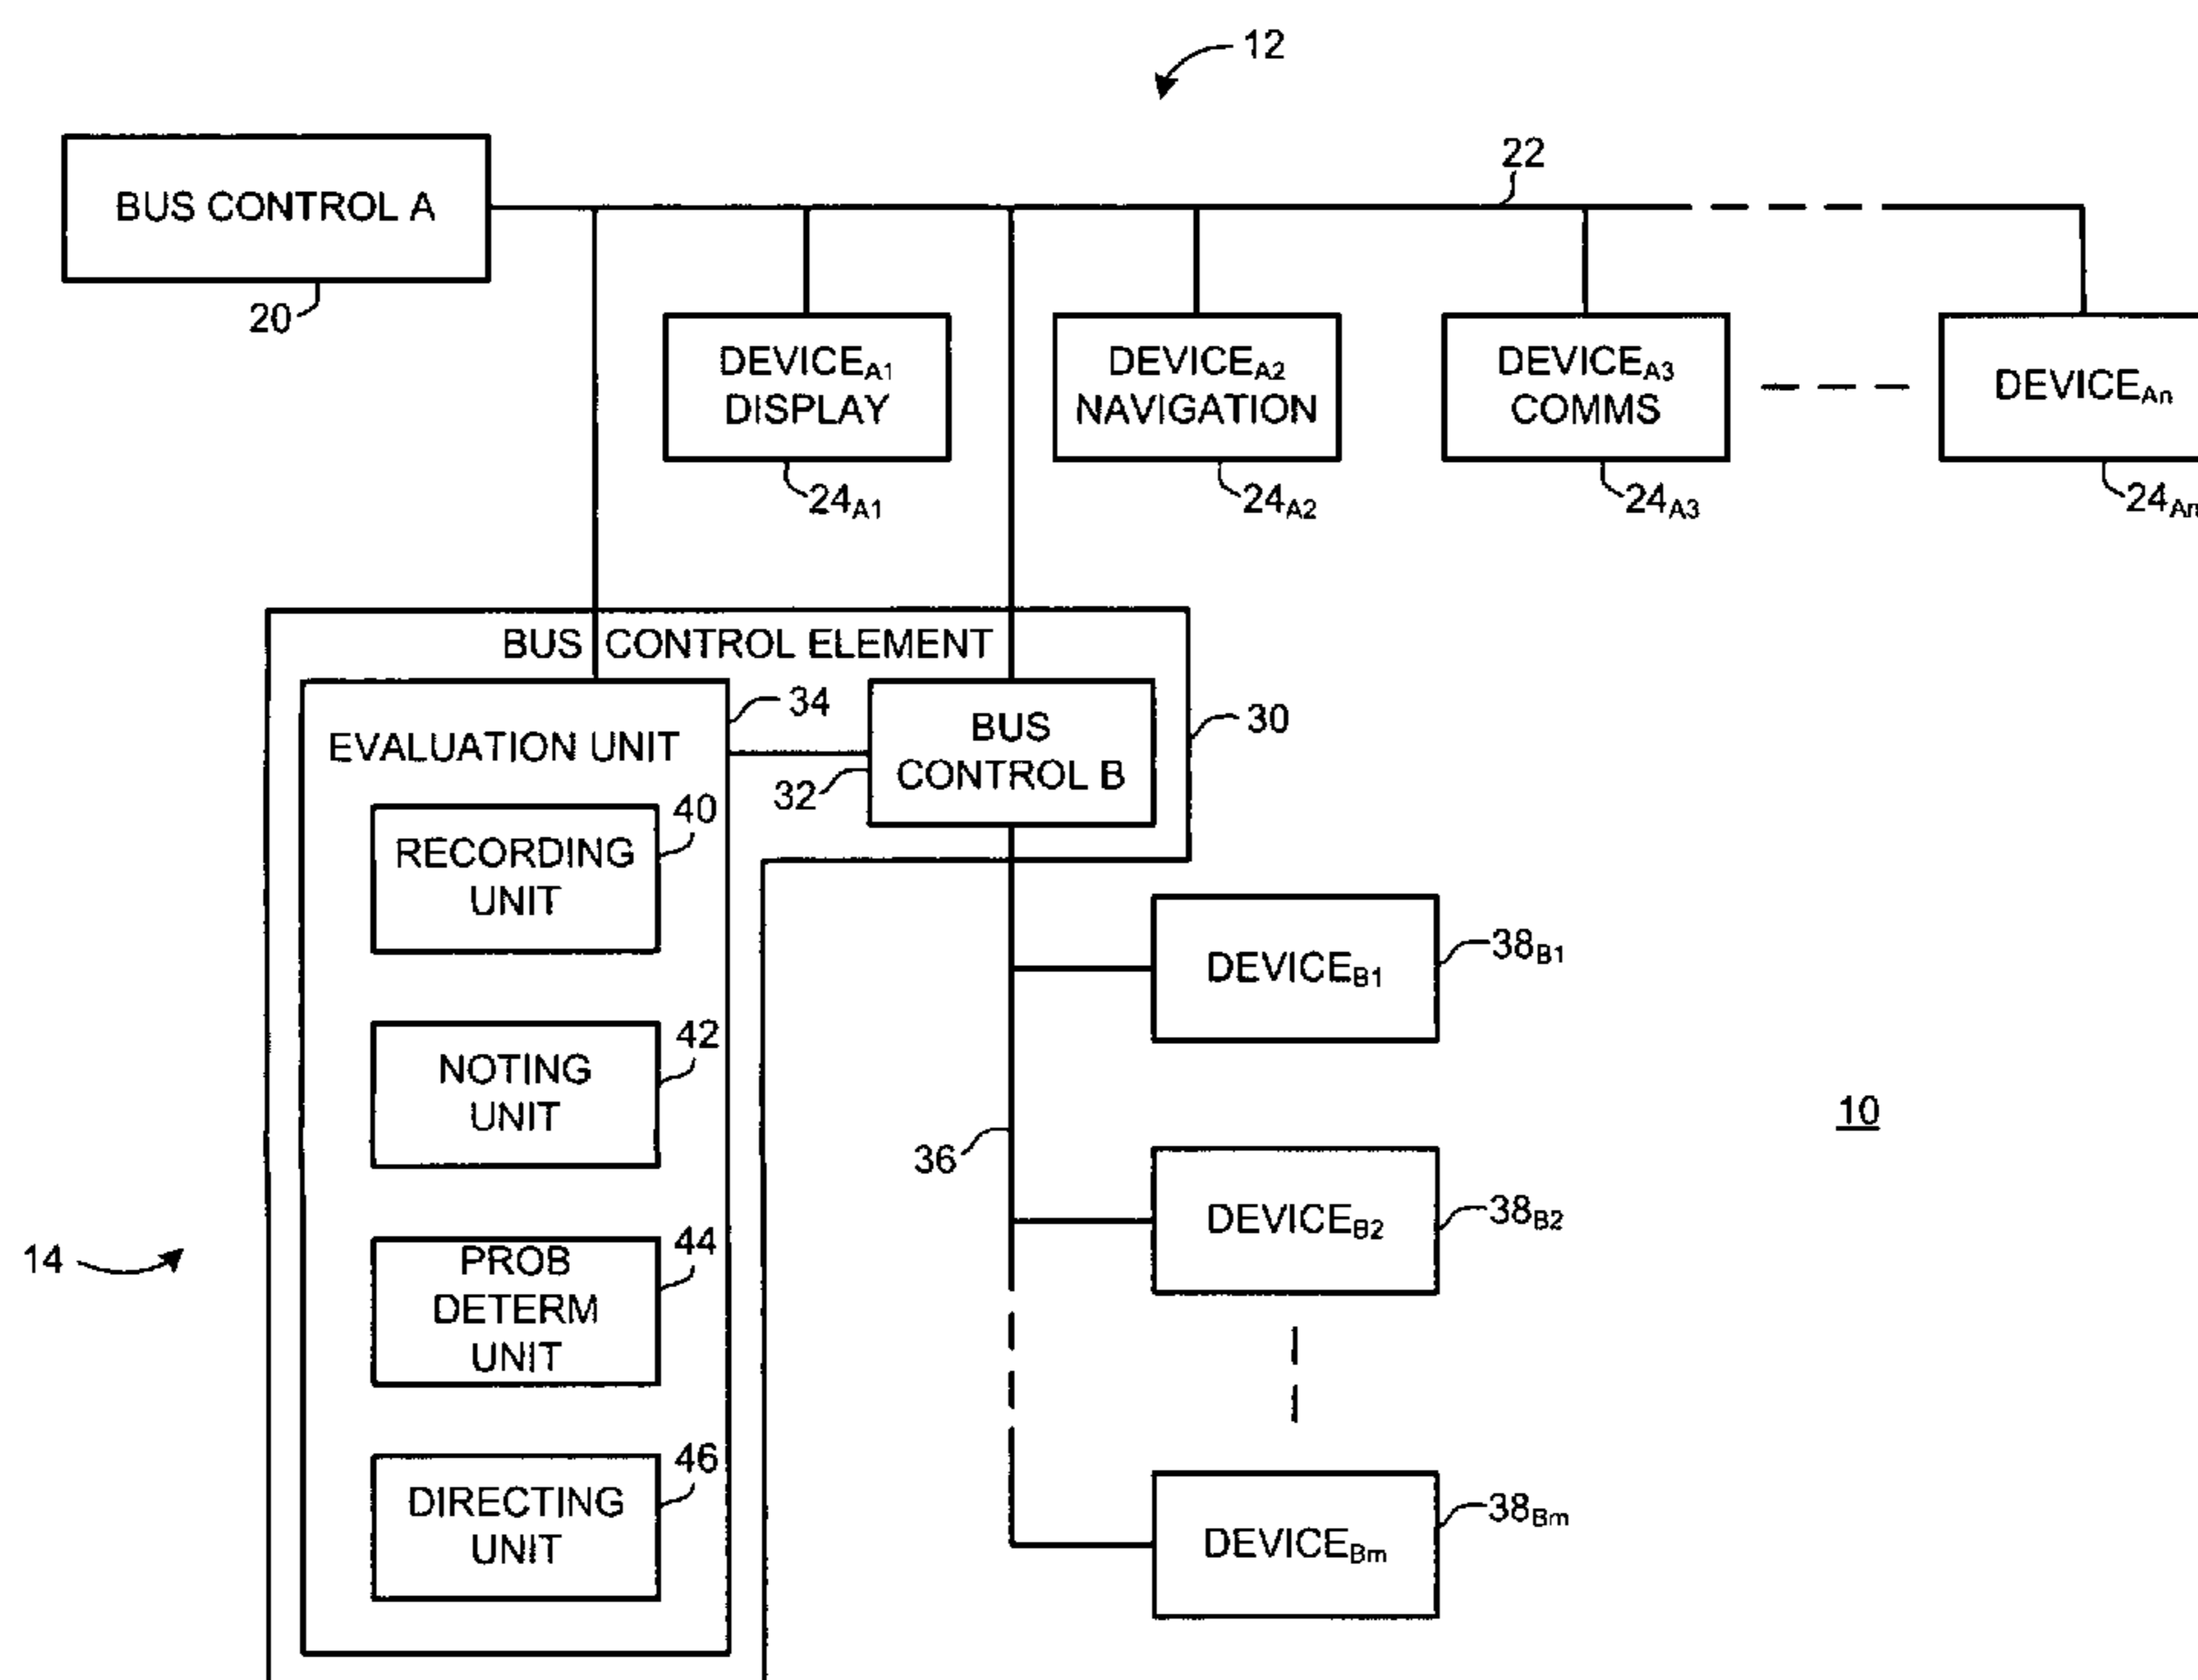 12
22
BUS CONTROL A
20
DEVICEA1
DISPLAY
24A1
DEVICEA2
NAVIGATION
24A2
DEVICEA3
COMMS
24A3
DEVICEAn
24An
BUS CONTROL ELEMENT
34
30
EVALUATION UNIT
BUS
CONTROL B
32
40
RECORDING
UNIT
38B1
DEVICEB1
42
NOTING
UNIT
10
36
38B2
DEVICEB2
14
44
PROB
DETERM
UNIT
46
DIRECTING
UNIT
38Bm
DEVICEBm